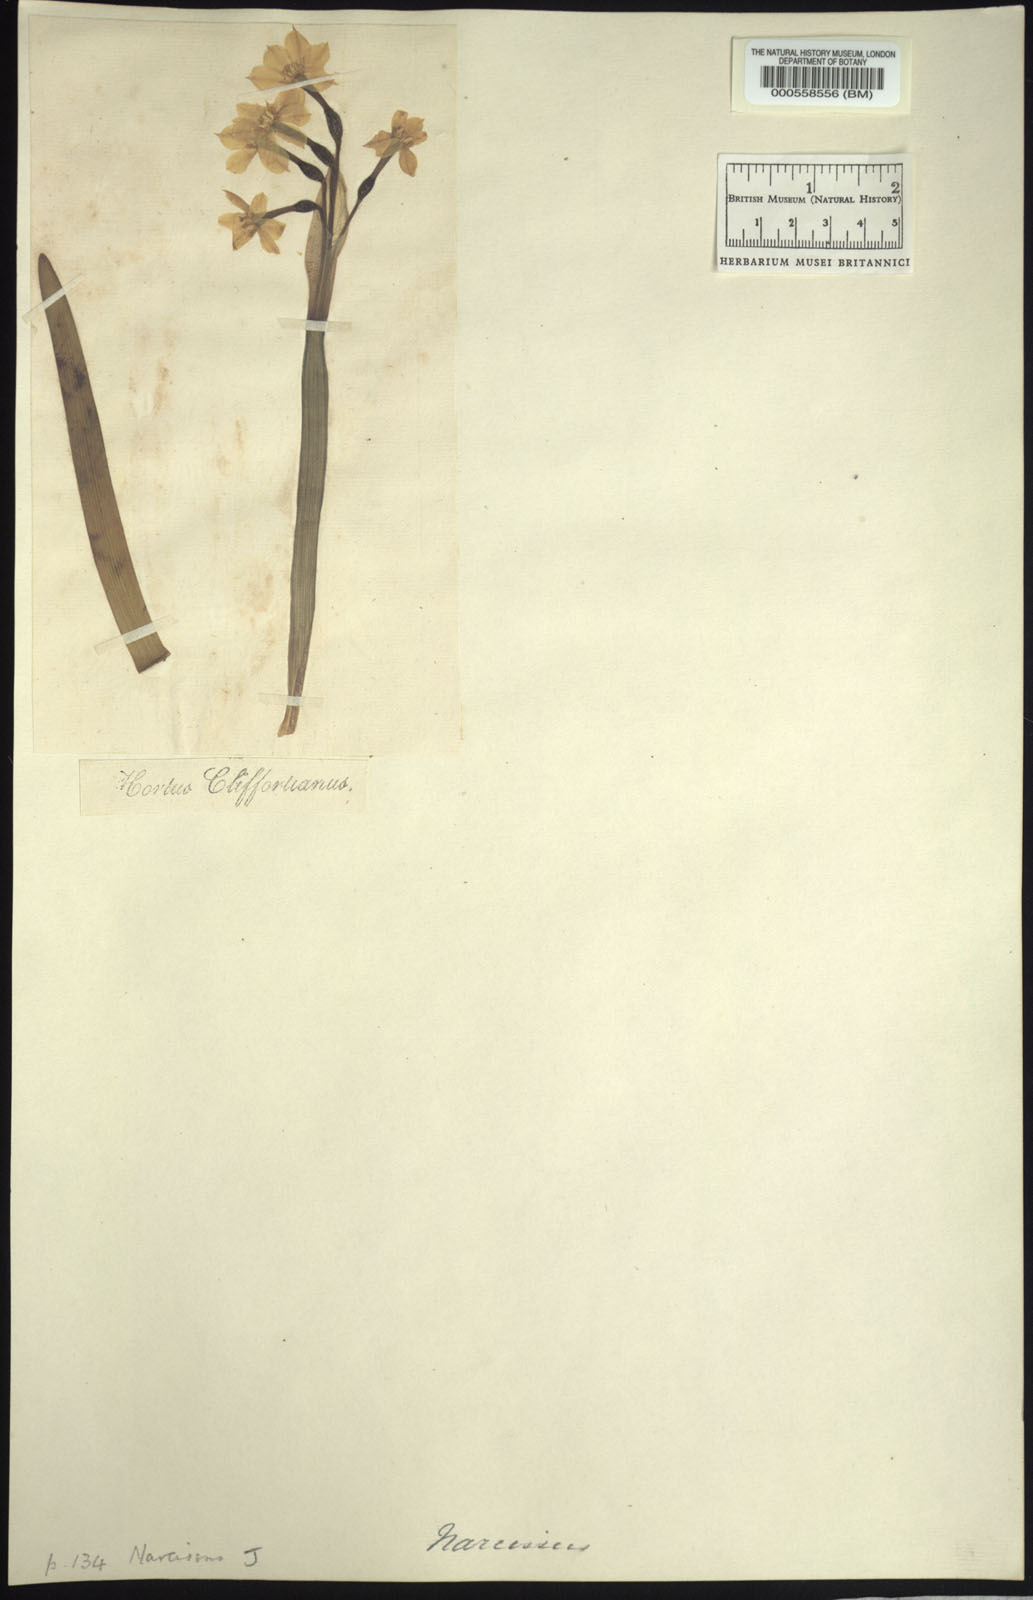 THE NATURAL HISTORY MUSEUM, LONDON
DEPARTMENT OF BOTANY
000558556 (BM)
1 2
BRITISH MUSEUM (NATURAL HISTORY)
1 2 3 4 5
HERBARIUM MUSEI BRITANNICI
Hortus Cliffortianus.
Narcissus
p. 134 Narcissus J